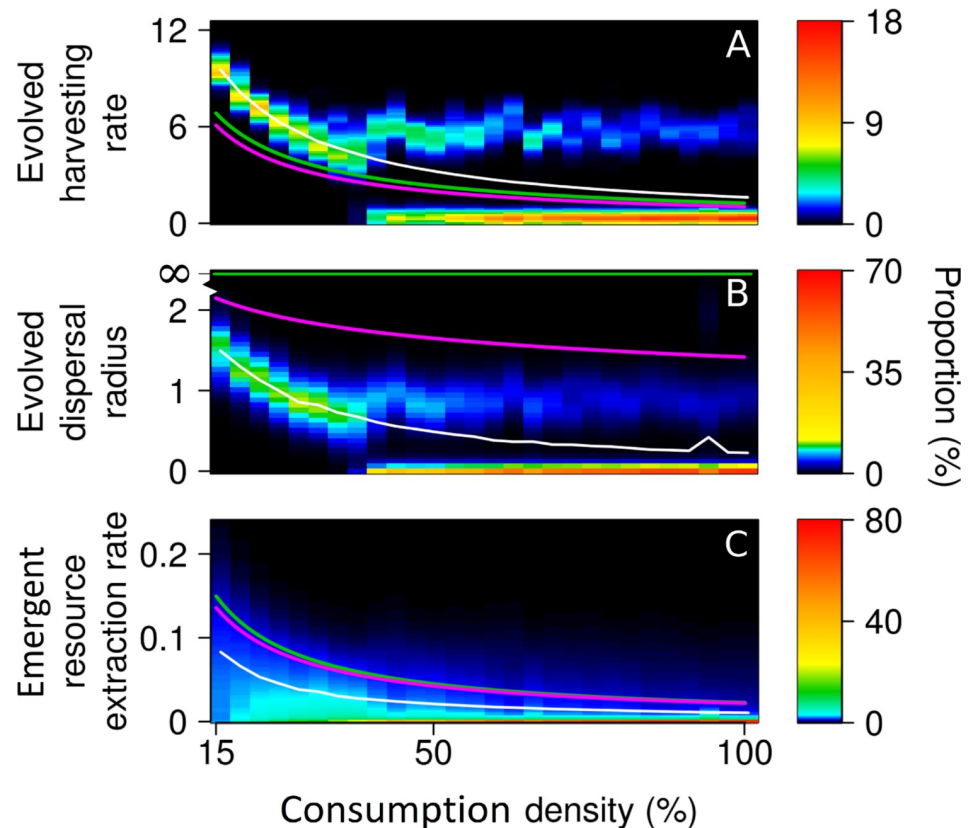 A
Evolved
harvesting
rate
12
6
0
18
9
0
B
Evolved
dispersal
radius
∞
2
1
0
70
35
0
Proportion (%)
C
Emergent
resource
extraction rate
0.2
0.1
0
80
40
0
15
50
100
Consumption density (%)